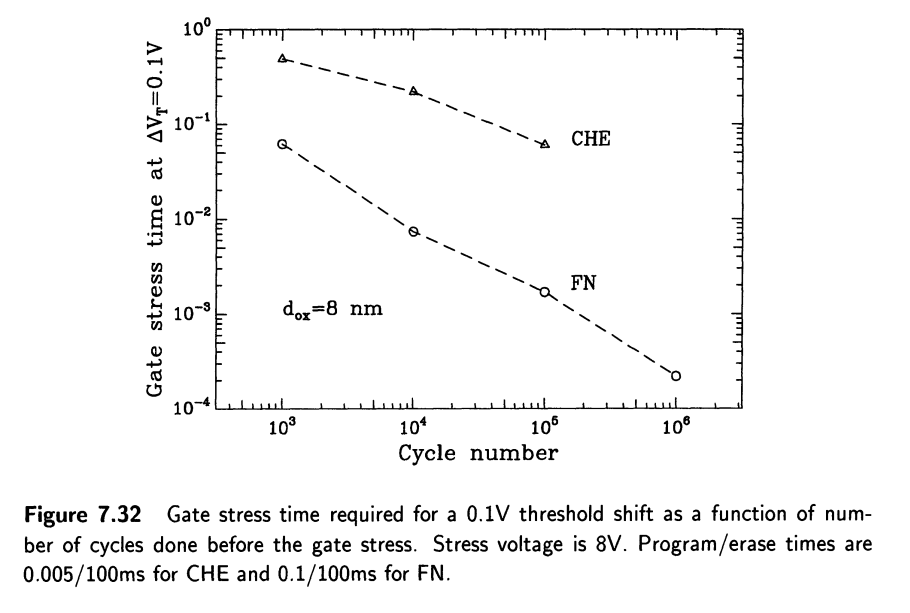 10⁰
10⁻¹
10⁻²
10⁻³
10⁻⁴
Gate stress time at ΔV_T=0.1V
CHE
FN
d_ox=8 nm
10³ 10⁴ 10⁵ 10⁶
Cycle number
Figure 7.32 Gate stress time required for a 0.1V threshold shift as a function of num-
ber of cycles done before the gate stress. Stress voltage is 8V. Program/erase times are
0.005/100ms for CHE and 0.1/100ms for FN.